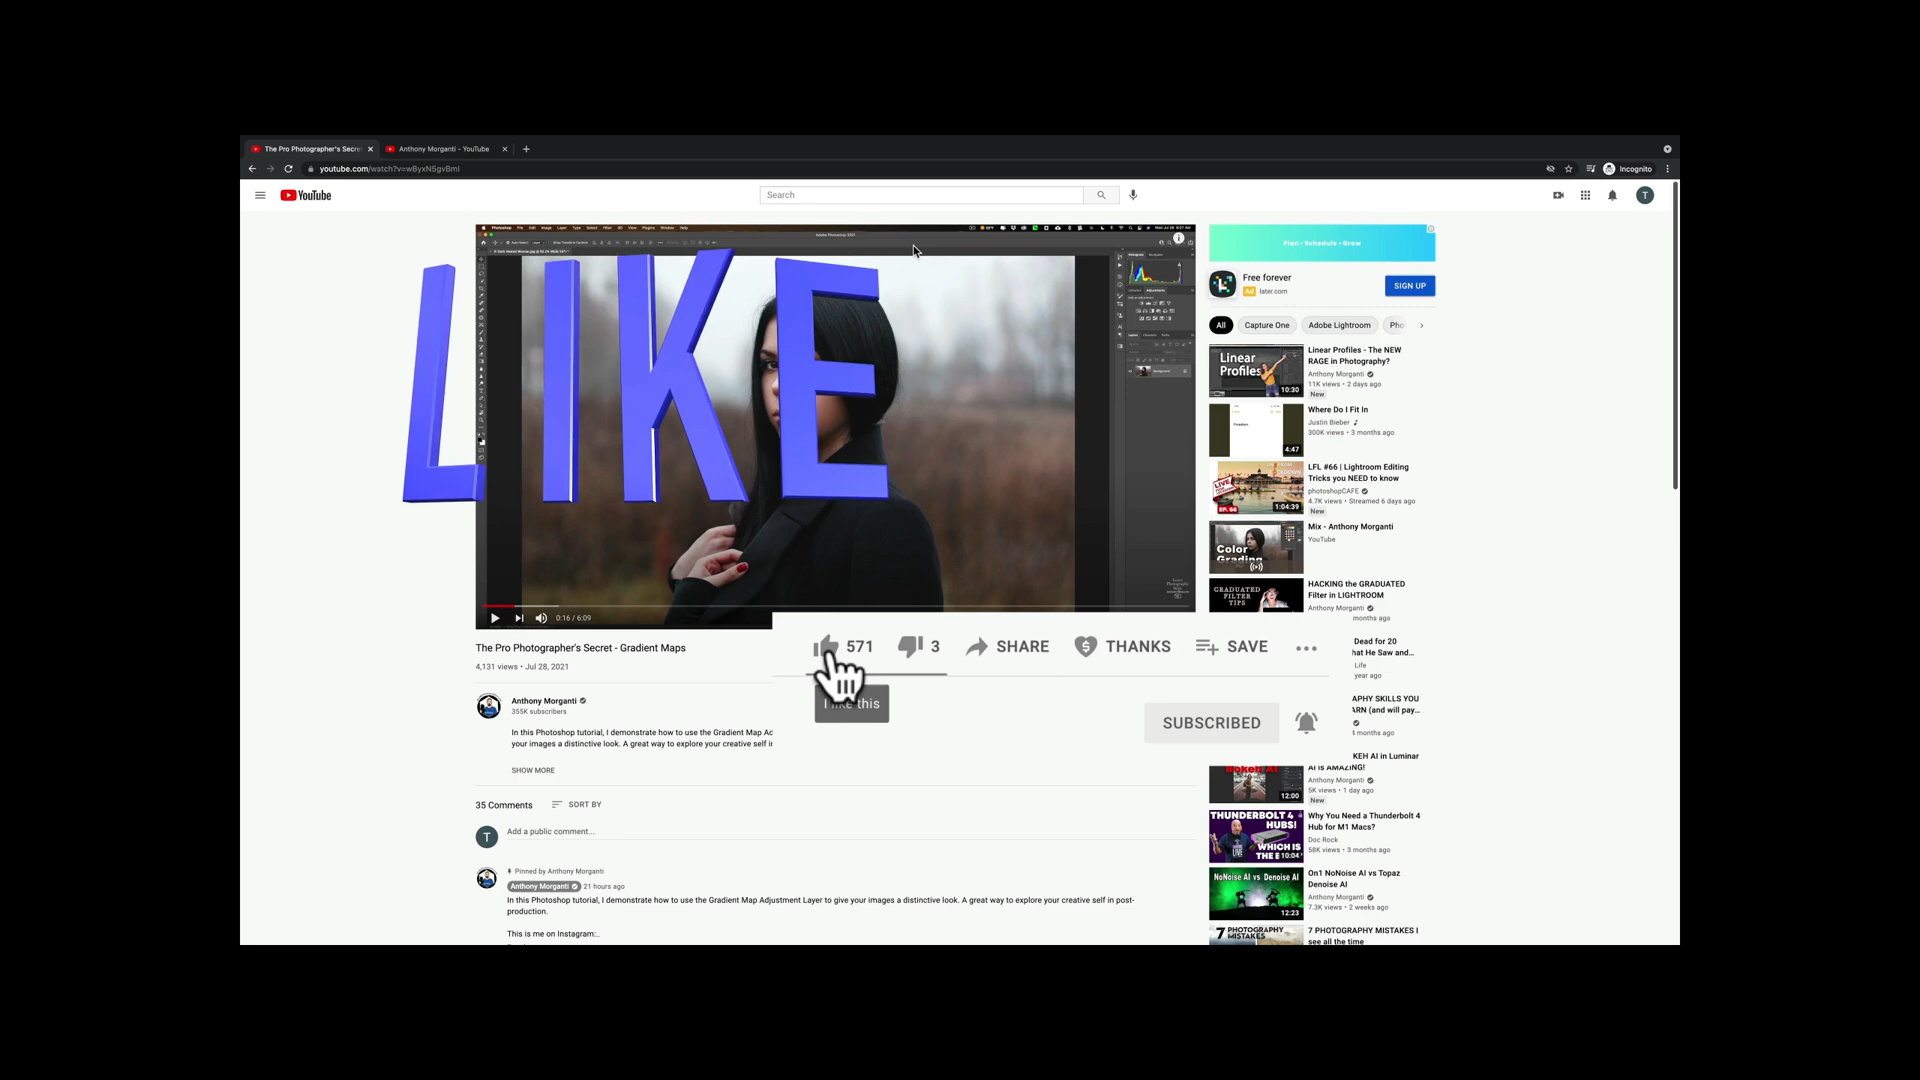 The Pro Photographer's Secre
Anthony Morganti - YouTube
youtube.com/watch?v=wByxN5gvBmI
Incognito
YouTube
Search
T
LIKE
0:16 / 6:09
The Pro Photographer's Secret - Gradient Maps
4,131 views • Jul 28, 2021
571
3
SHARE
THANKS
SAVE
I like this
SUBSCRIBED
Anthony Morganti
355K subscribers
In this Photoshop tutorial, I demonstrate how to use the Gradient Map Ad
your images a distinctive look. A great way to explore your creative self in
SHOW MORE
35 Comments
SORT BY
T
Add a public comment...
Pinned by Anthony Morganti
Anthony Morganti
21 hours ago
In this Photoshop tutorial, I demonstrate how to use the Gradient Map Adjustment Layer to give your images a distinctive look. A great way to explore your creative self in post-
production.
This is me on Instagram:
Plan • Schedule • Grow
Free forever
Ad later.com
SIGN UP
All
Capture One
Adobe Lightroom
Pho
Linear
Profiles
10:30
Linear Profiles - The NEW
RAGE in Photography?
Anthony Morganti
11K views • 2 days ago
New
4:47
Where Do I Fit In
Justin Bieber
300K views • 3 months ago
LIVE
EP. 66
1:04:39
LFL #66 | Lightroom Editing
Tricks you NEED to know
photoshopCAFE
4.7K views • Streamed 6 days ago
New
Color
Grading
Mix - Anthony Morganti
YouTube
GRADUATED
FILTER TIPS
HACKING the GRADUATED
Filter in LIGHTROOM
Anthony Morganti
months ago
Dead for 20
hat He Saw and...
Life
year ago
APHY SKILLS YOU
ARN (and will pay...
months ago
KEH AI in Luminar
AI is AMAZING!
12:00
Anthony Morganti
5K views • 1 day ago
New
THUNDERBOLT 4
HUBS!
WHICH IS
THE
10:04
Why You Need a Thunderbolt 4
Hub for M1 Macs?
Doc Rock
58K views • 3 months ago
NoNoise AI vs Denoise AI
12:23
On1 NoNoise AI vs Topaz
Denoise AI
Anthony Morganti
7.3K views • 2 weeks ago
7 PHOTOGRAPHY
MISTAKES
7 PHOTOGRAPHY MISTAKES I
see all the time